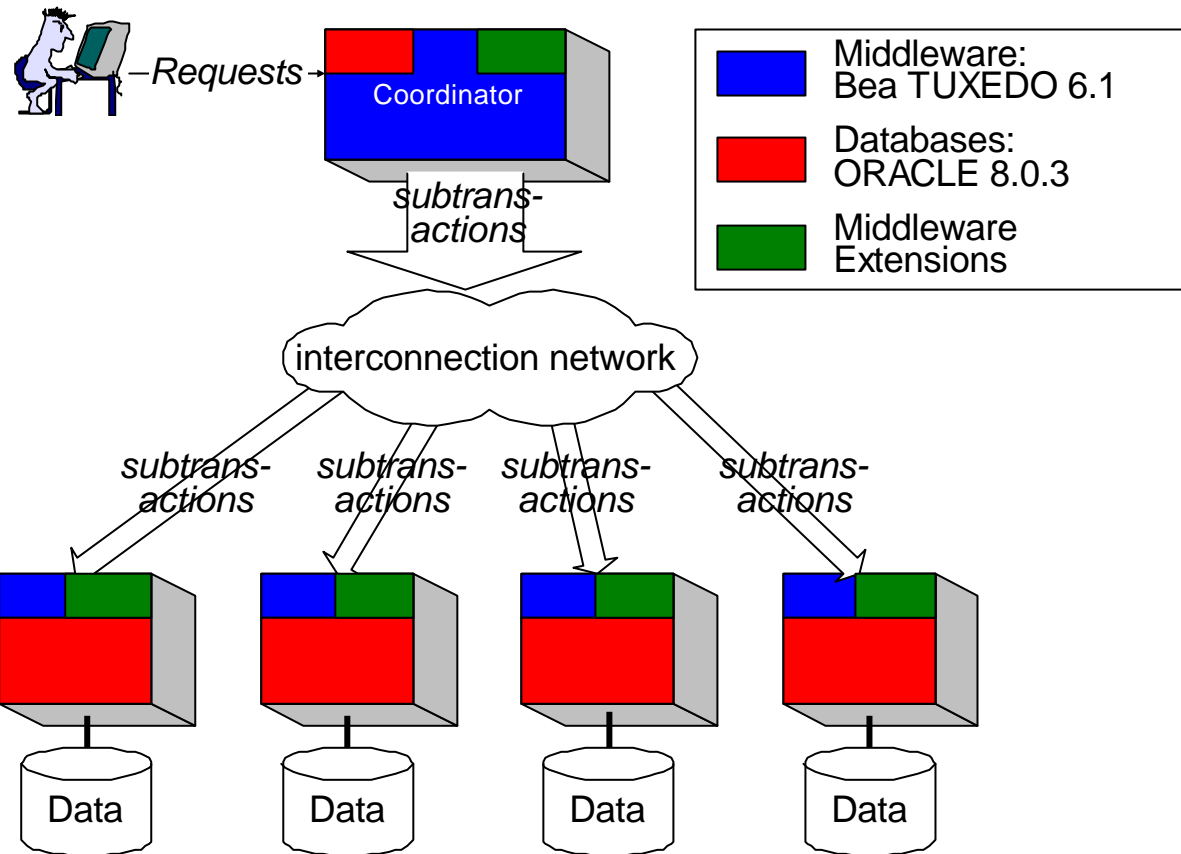 Requests
Coordinator
Middleware:
Bea TUXEDO 6.1
Databases:
ORACLE 8.0.3
Middleware
Extensions
subtrans-
actions
interconnection network
subtrans-
actions
subtrans-
actions
subtrans-
actions
subtrans-
actions
Data
Data
Data
Data